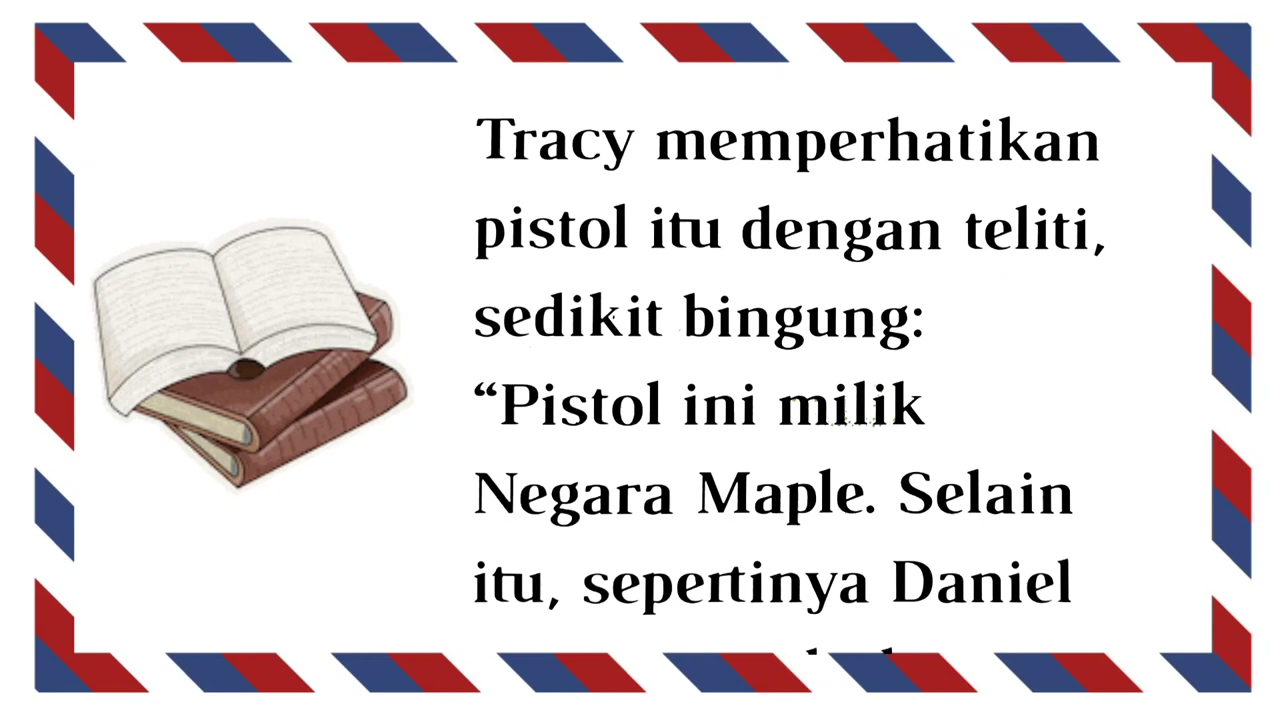 Tracy memperhatikan
pistol itu dengan teliti,
sedikit bingung:
“Pistol ini milik
Negara Maple. Selain
itu, sepertinya Daniel